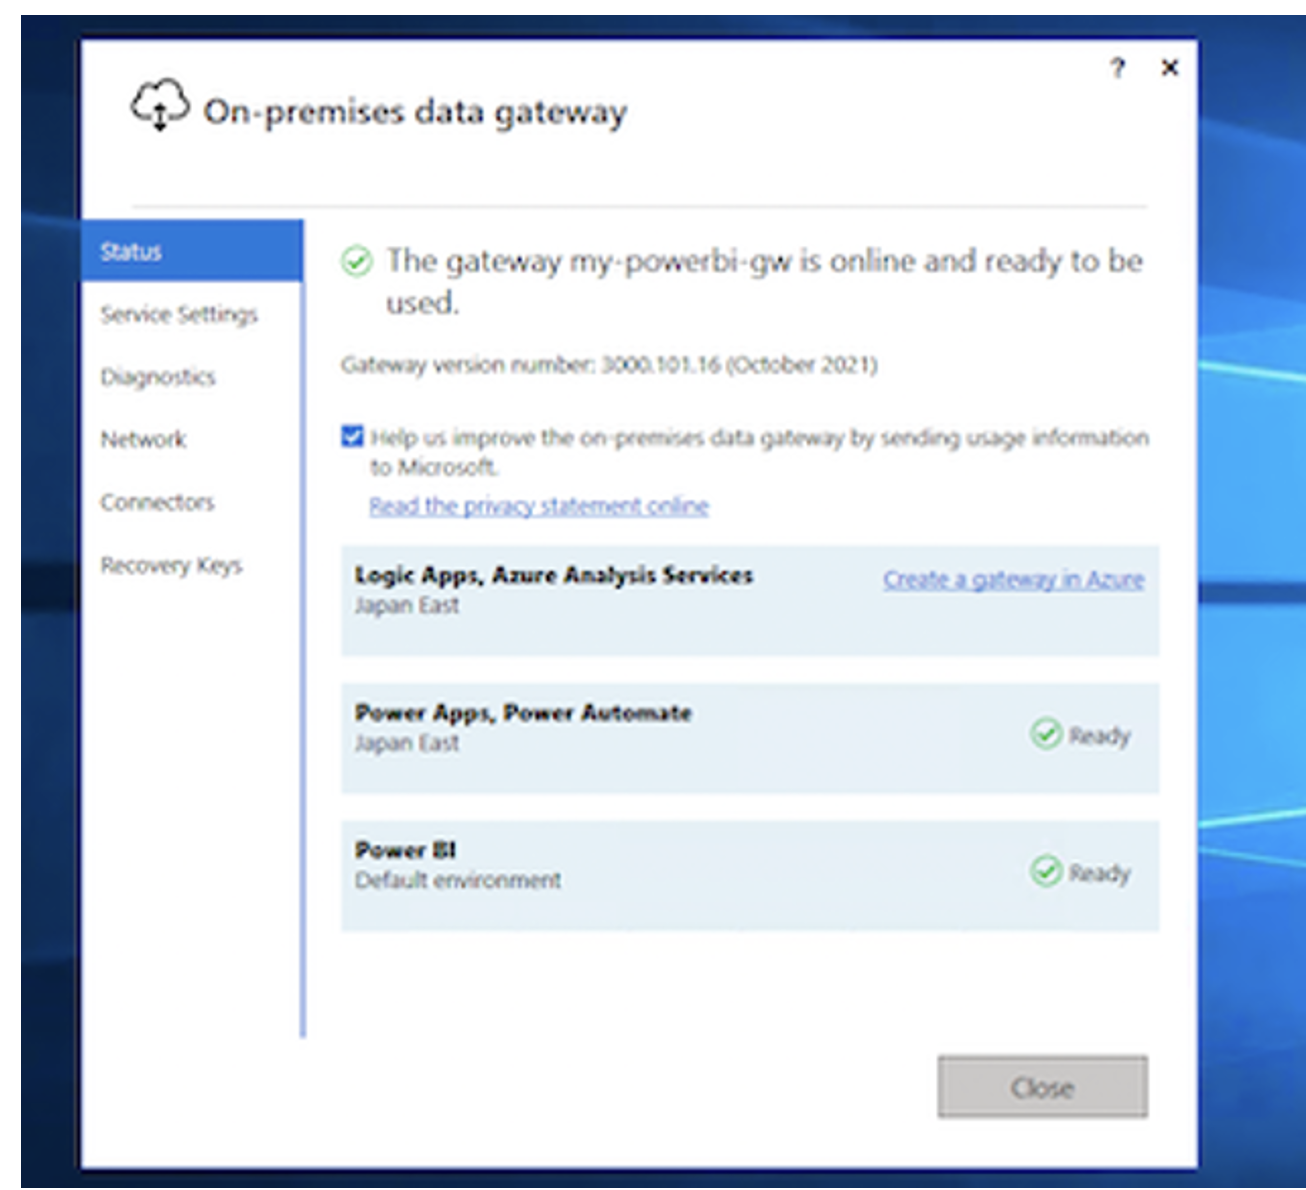 ? ×
On-premises data gateway
Status
Service Settings
Diagnostics
Network
Connectors
Recovery Keys
The gateway my-powerbi-gw is online and ready to be
used.
Gateway version number: 3000.101.16 (October 2021)
Help us improve the on-premises data gateway by sending usage information
to Microsoft.
Read the privacy statement online
Logic Apps, Azure Analysis Services
Create a gateway in Azure
Japan East
Power Apps, Power Automate
Japan East
Ready
Power BI
Default environment
Ready
Close